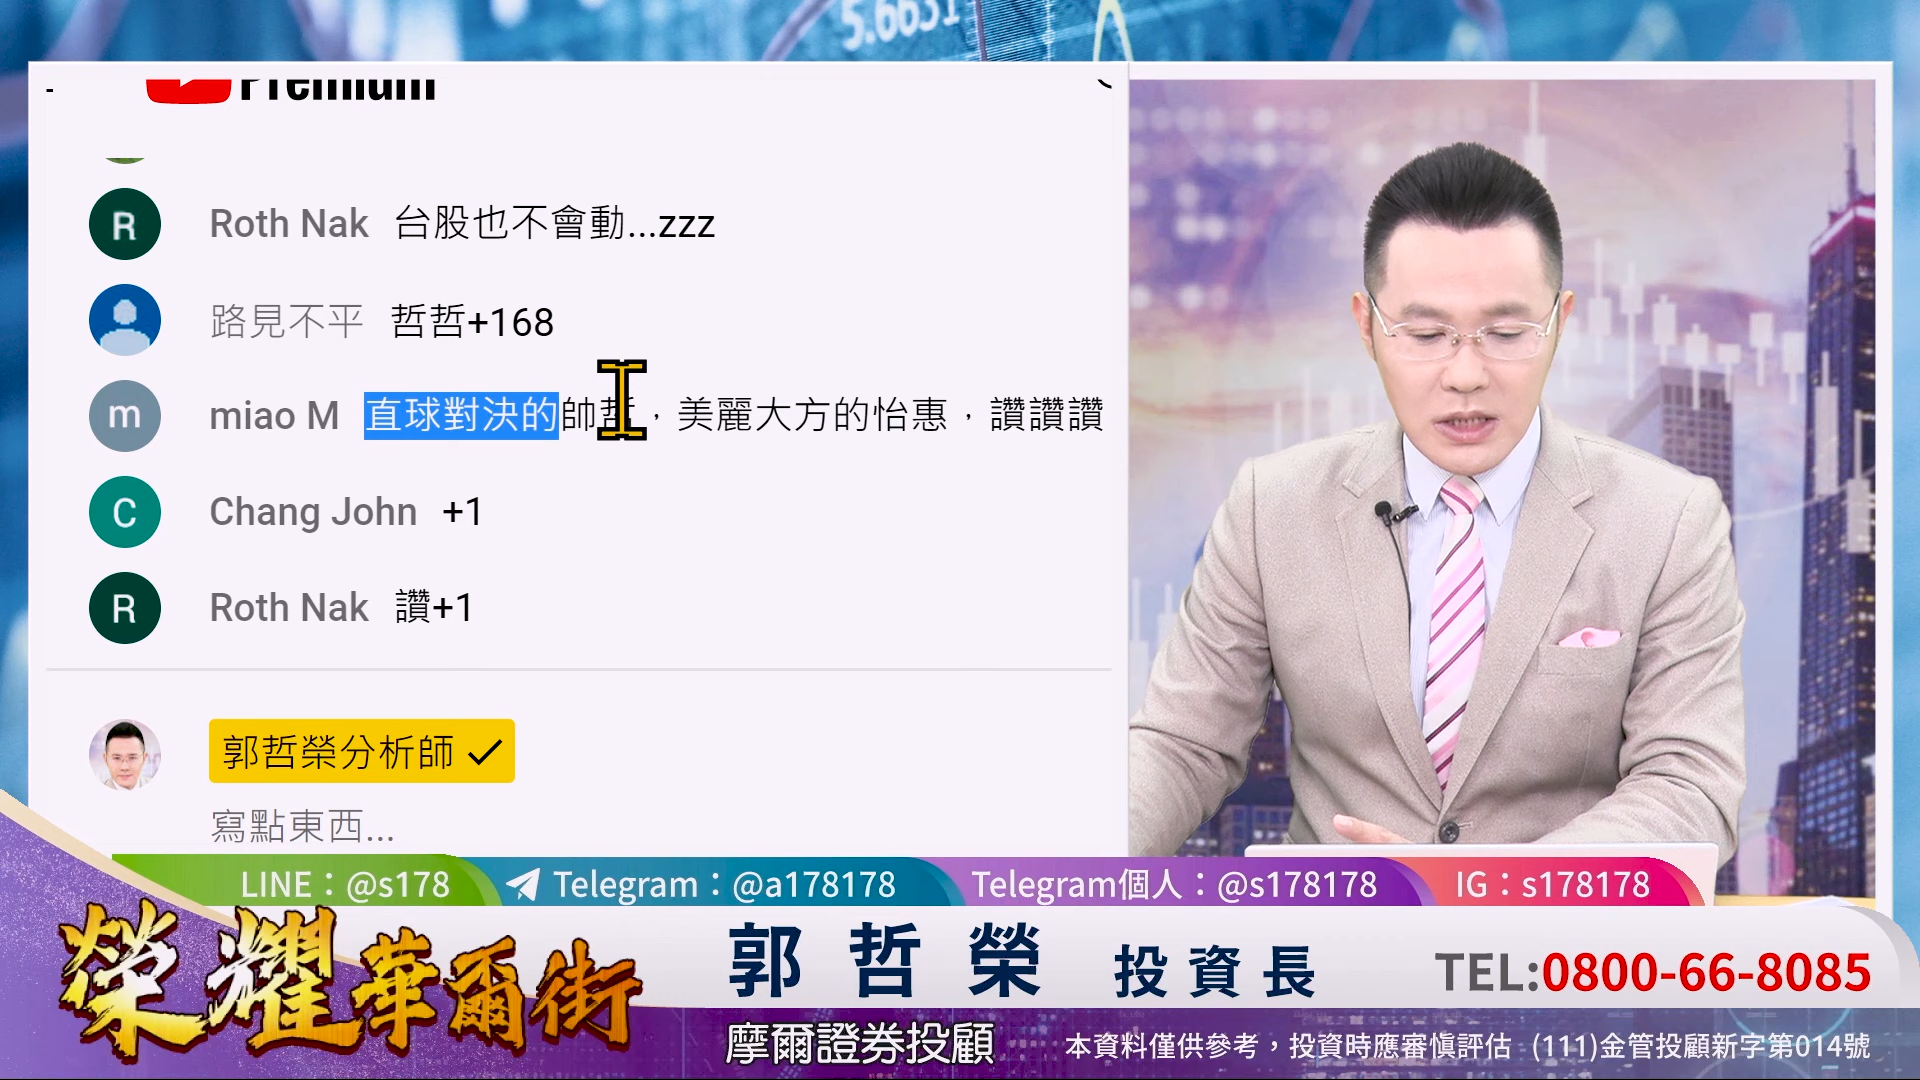 5.6631
Premium
Roth Nak 台股也不會動...zzz
路見不平 哲哲+168
miao M 直球對決的帥哲，美麗大方的怡惠，讚讚讚
Chang John +1
Roth Nak 讚+1
郭哲榮分析師
寫點東西...
LINE：@s178 Telegram：@a178178 Telegram個人：@s178178 IG：s178178
榮耀華爾街
郭哲榮 投資長
TEL:0800-66-8085
摩爾證券投顧
本資料僅供參考，投資時應審慎評估 (111)金管投顧新字第014號